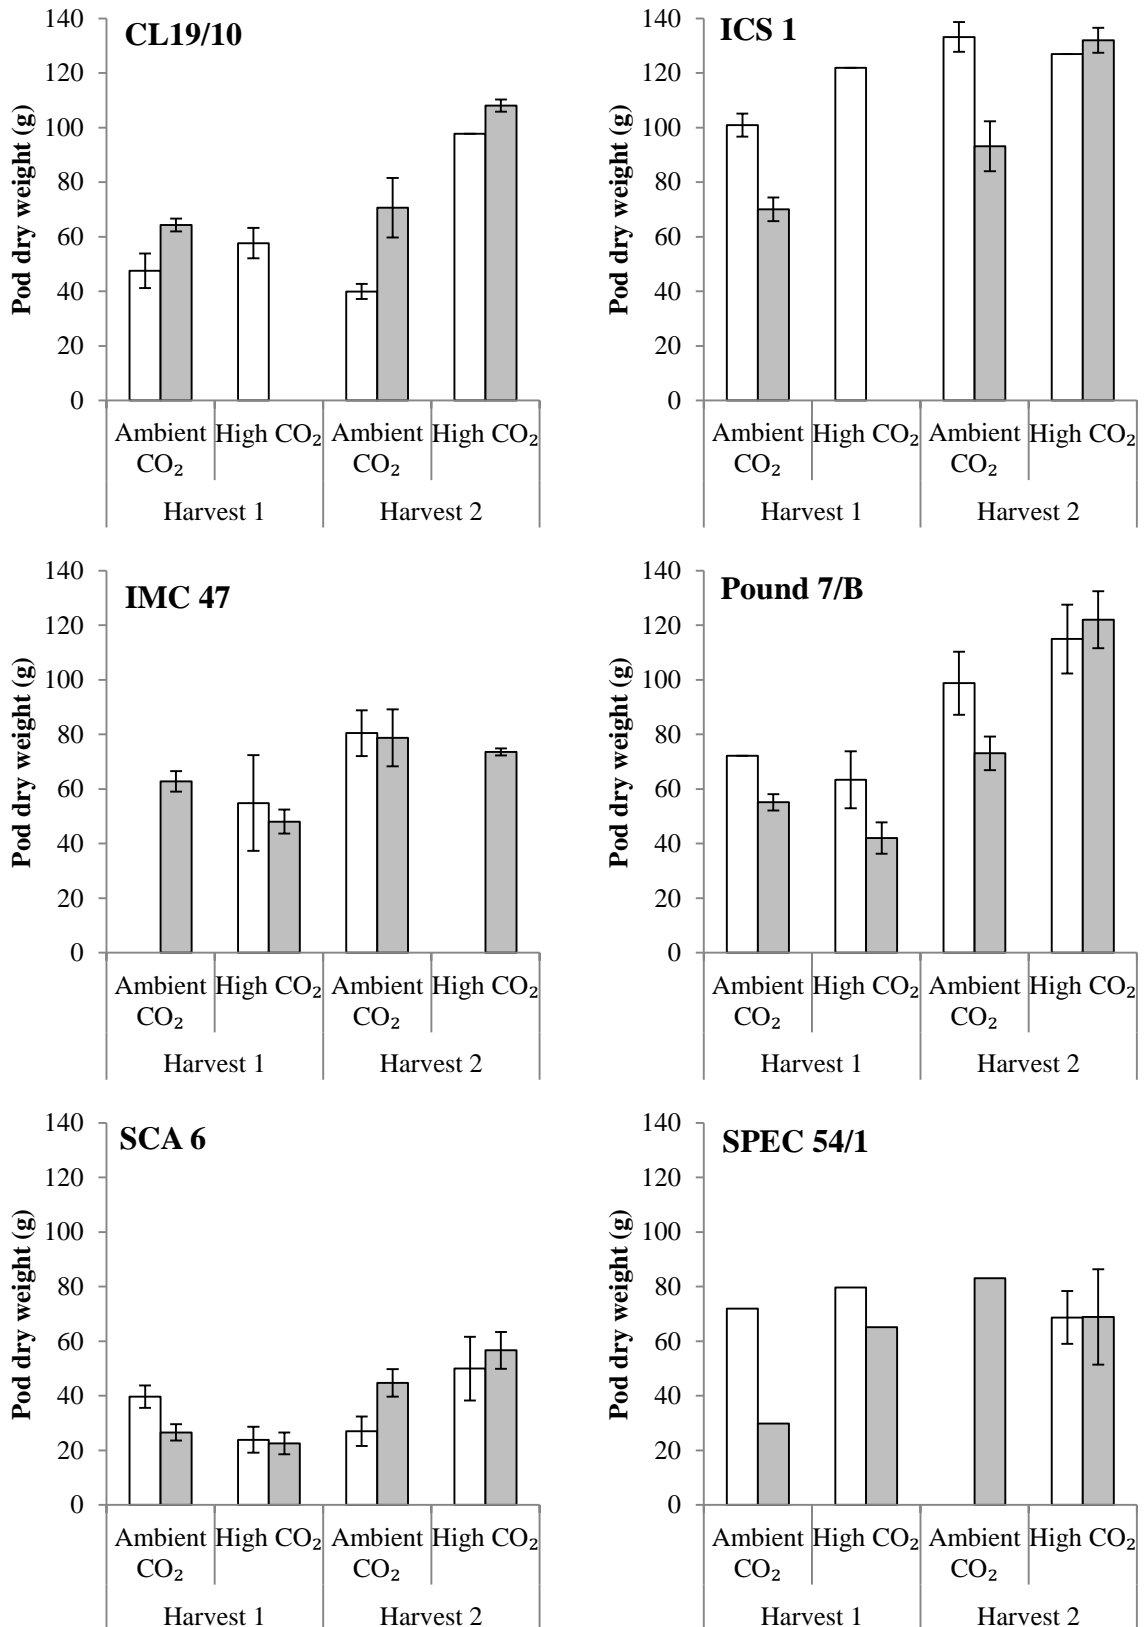 CL19/10
Pod dry weight (g)
140
120
100
80
60
40
20
0
Ambient CO₂
High CO₂
Ambient CO₂
High CO₂
Harvest 1
Harvest 2
ICS 1
Pod dry weight (g)
140
120
100
80
60
40
20
0
Ambient CO₂
High CO₂
Ambient CO₂
High CO₂
Harvest 1
Harvest 2
IMC 47
Pod dry weight (g)
140
120
100
80
60
40
20
0
Ambient CO₂
High CO₂
Ambient CO₂
High CO₂
Harvest 1
Harvest 2
Pound 7/B
Pod dry weight (g)
140
120
100
80
60
40
20
0
Ambient CO₂
High CO₂
Ambient CO₂
High CO₂
Harvest 1
Harvest 2
SCA 6
Pod dry weight (g)
140
120
100
80
60
40
20
0
Ambient CO₂
High CO₂
Ambient CO₂
High CO₂
Harvest 1
Harvest 2
SPEC 54/1
Pod dry weight (g)
140
120
100
80
60
40
20
0
Ambient CO₂
High CO₂
Ambient CO₂
High CO₂
Harvest 1
Harvest 2